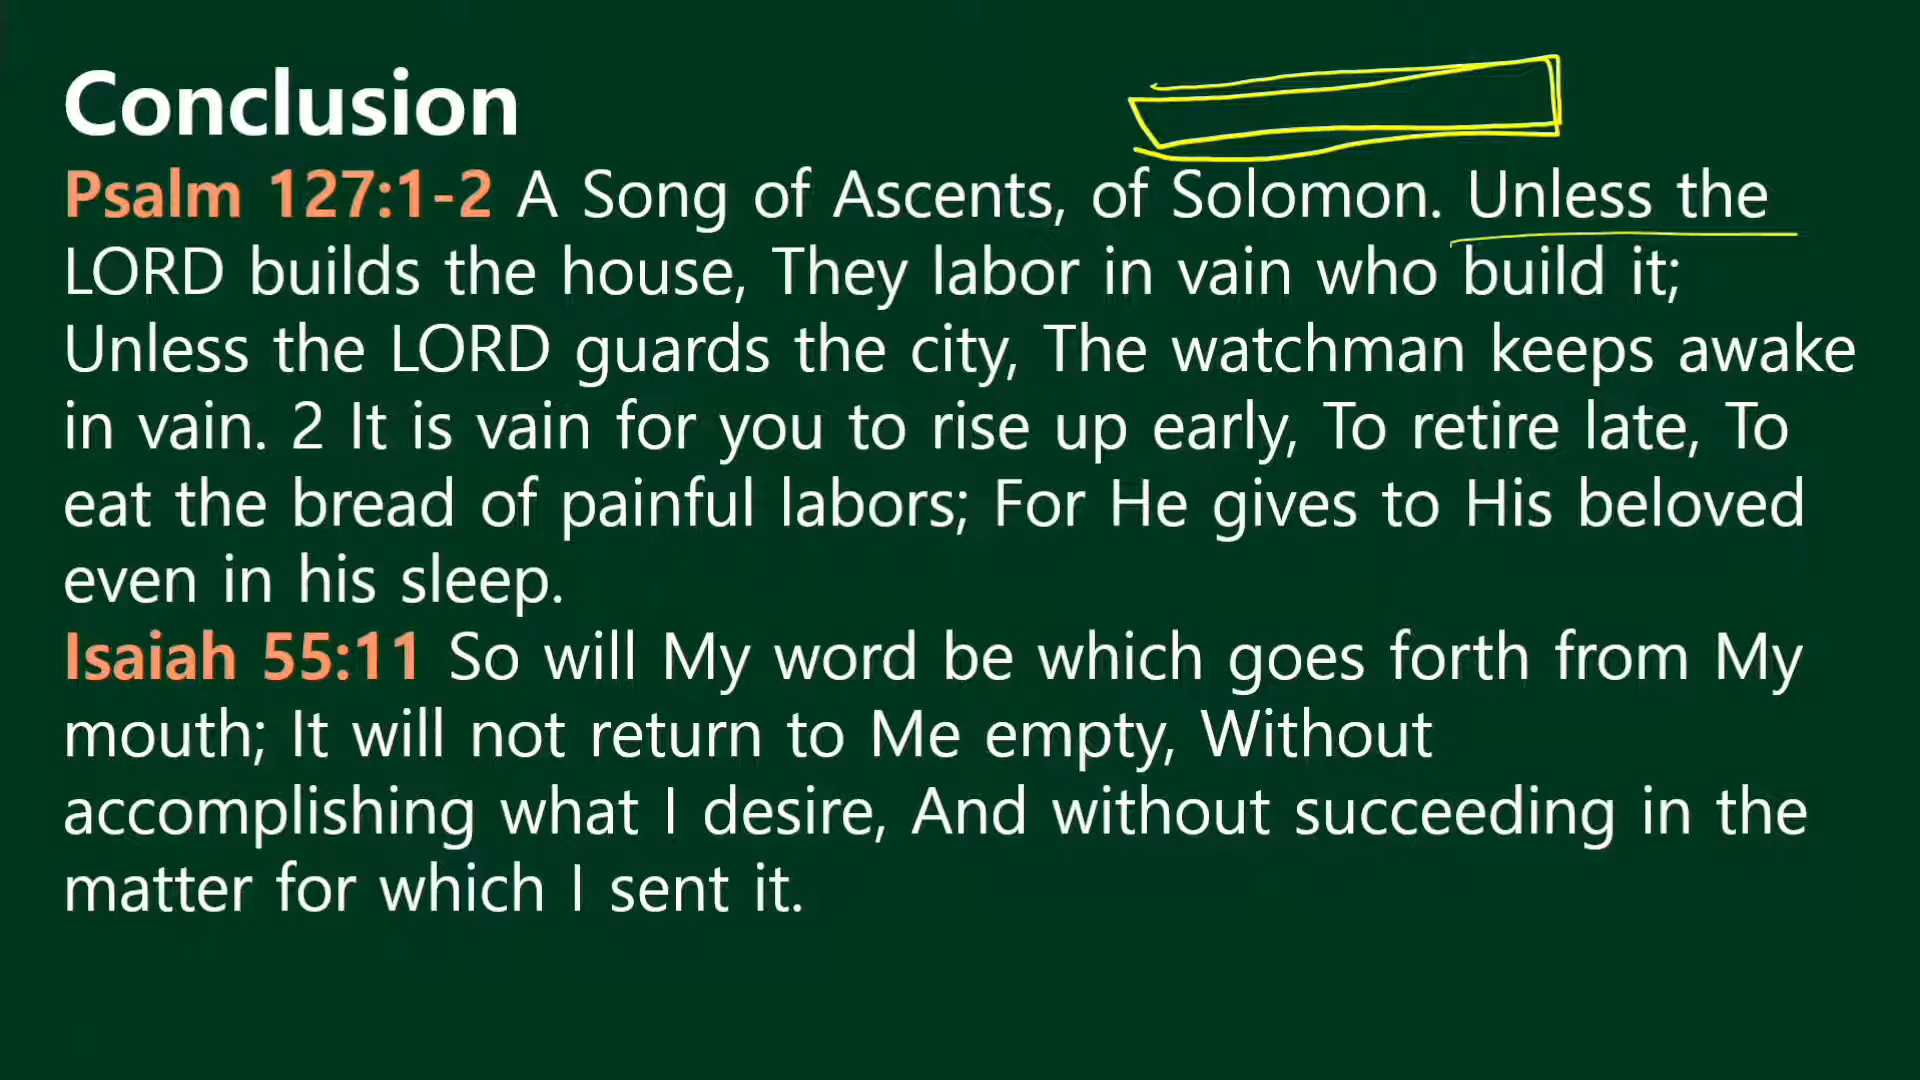 Conclusion
Psalm 127:1-2 A Song of Ascents, of Solomon. Unless the
LORD builds the house, They labor in vain who build it;
Unless the LORD guards the city, The watchman keeps awake
in vain. 2 It is vain for you to rise up early, To retire late, To
eat the bread of painful labors; For He gives to His beloved
even in his sleep.
Isaiah 55:11 So will My word be which goes forth from My
mouth; It will not return to Me empty, Without
accomplishing what I desire, And without succeeding in the
matter for which I sent it.